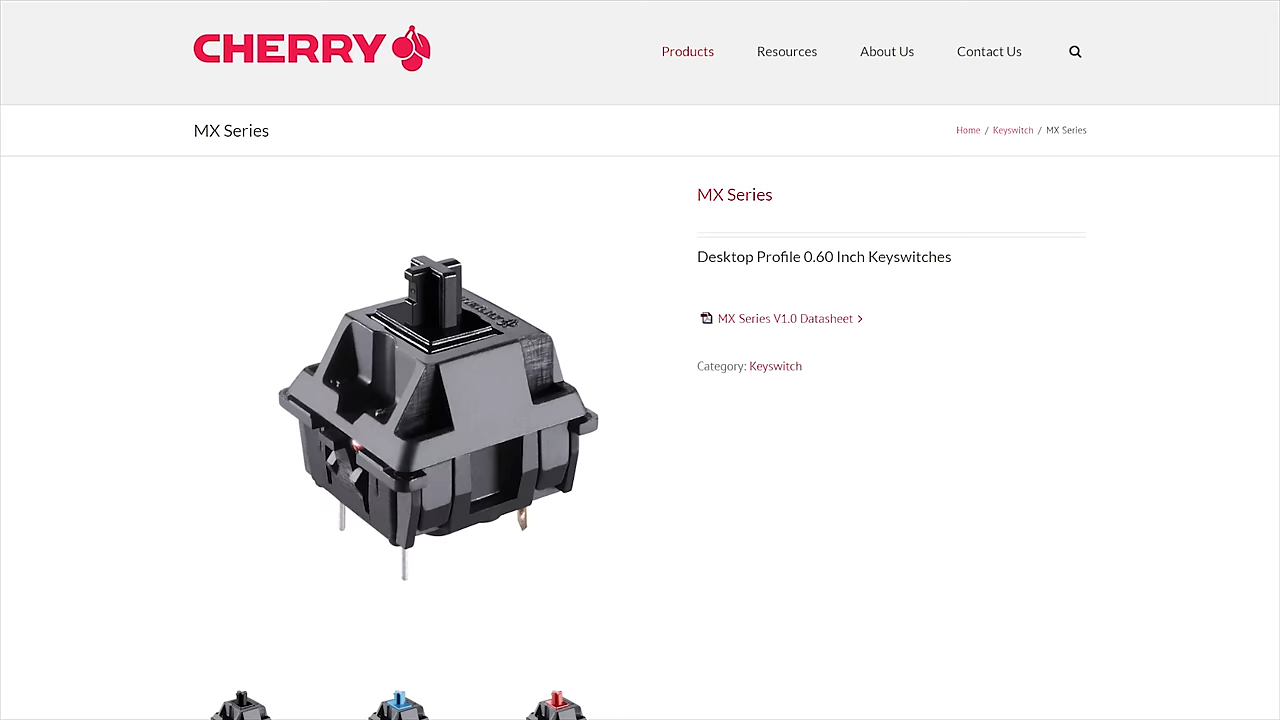 CHERRY
Products Resources About Us Contact Us
MX Series
Home / Keyswitch / MX Series
MX Series
Desktop Profile 0.60 Inch Keyswitches
MX Series V1.0 Datasheet
Category: Keyswitch